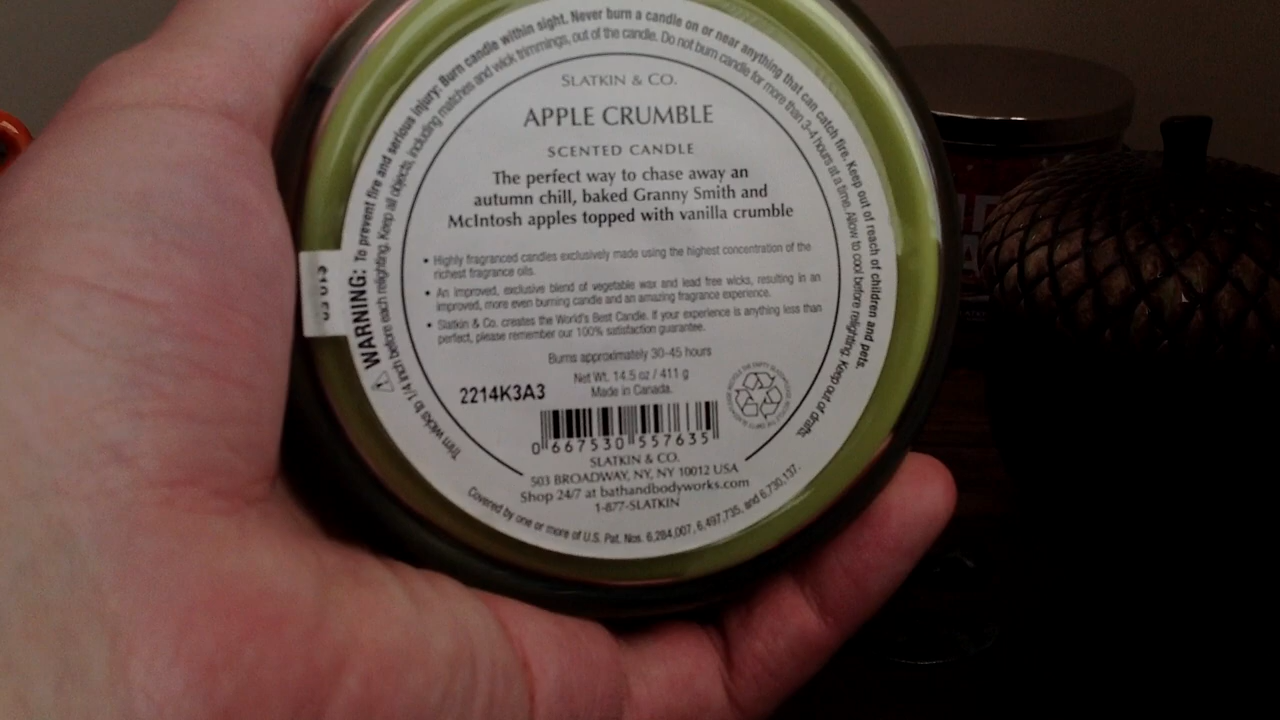 SLATKIN & CO.
APPLE CRUMBLE
SCENTED CANDLE
The perfect way to chase away an
autumn chill, baked Granny Smith and
McIntosh apples topped with vanilla crumble
• Highly fragranced candles exclusively made using the highest concentration of the
richest fragrance oils.
• An improved, exclusive blend of vegetable wax and lead free wicks, resulting in an
improved, more even burning candle and an amazing fragrance experience.
• Slatkin & Co. creates the World's Best Candle. If your experience is anything less than
perfect, please remember our 100% satisfaction guarantee.
Burns approximately 30-45 hours
Net Wt. 14.5 oz / 411 g
Made in Canada.
2214K3A3
0 667530 557635
SLATKIN & CO.
503 BROADWAY, NY, NY 10012 USA
Shop 24/7 at bathandbodyworks.com
1-877-SLATKIN
Covered by one or more of U.S. Pat. Nos. 6,284,007, 6,497,735, and 6,730,137.
WARNING: To prevent fire and serious injury: Burn candle within sight. Never burn a candle on or near anything that can catch fire. Keep out of reach of children and pets.
Trim wicks to 1/4 inch before each relighting. Keep all objects, including matches and wick trimmings, out of the candle. Do not burn candle for more than 3-4 hours at a time. Allow to cool before relighting. Keep out of drafts.